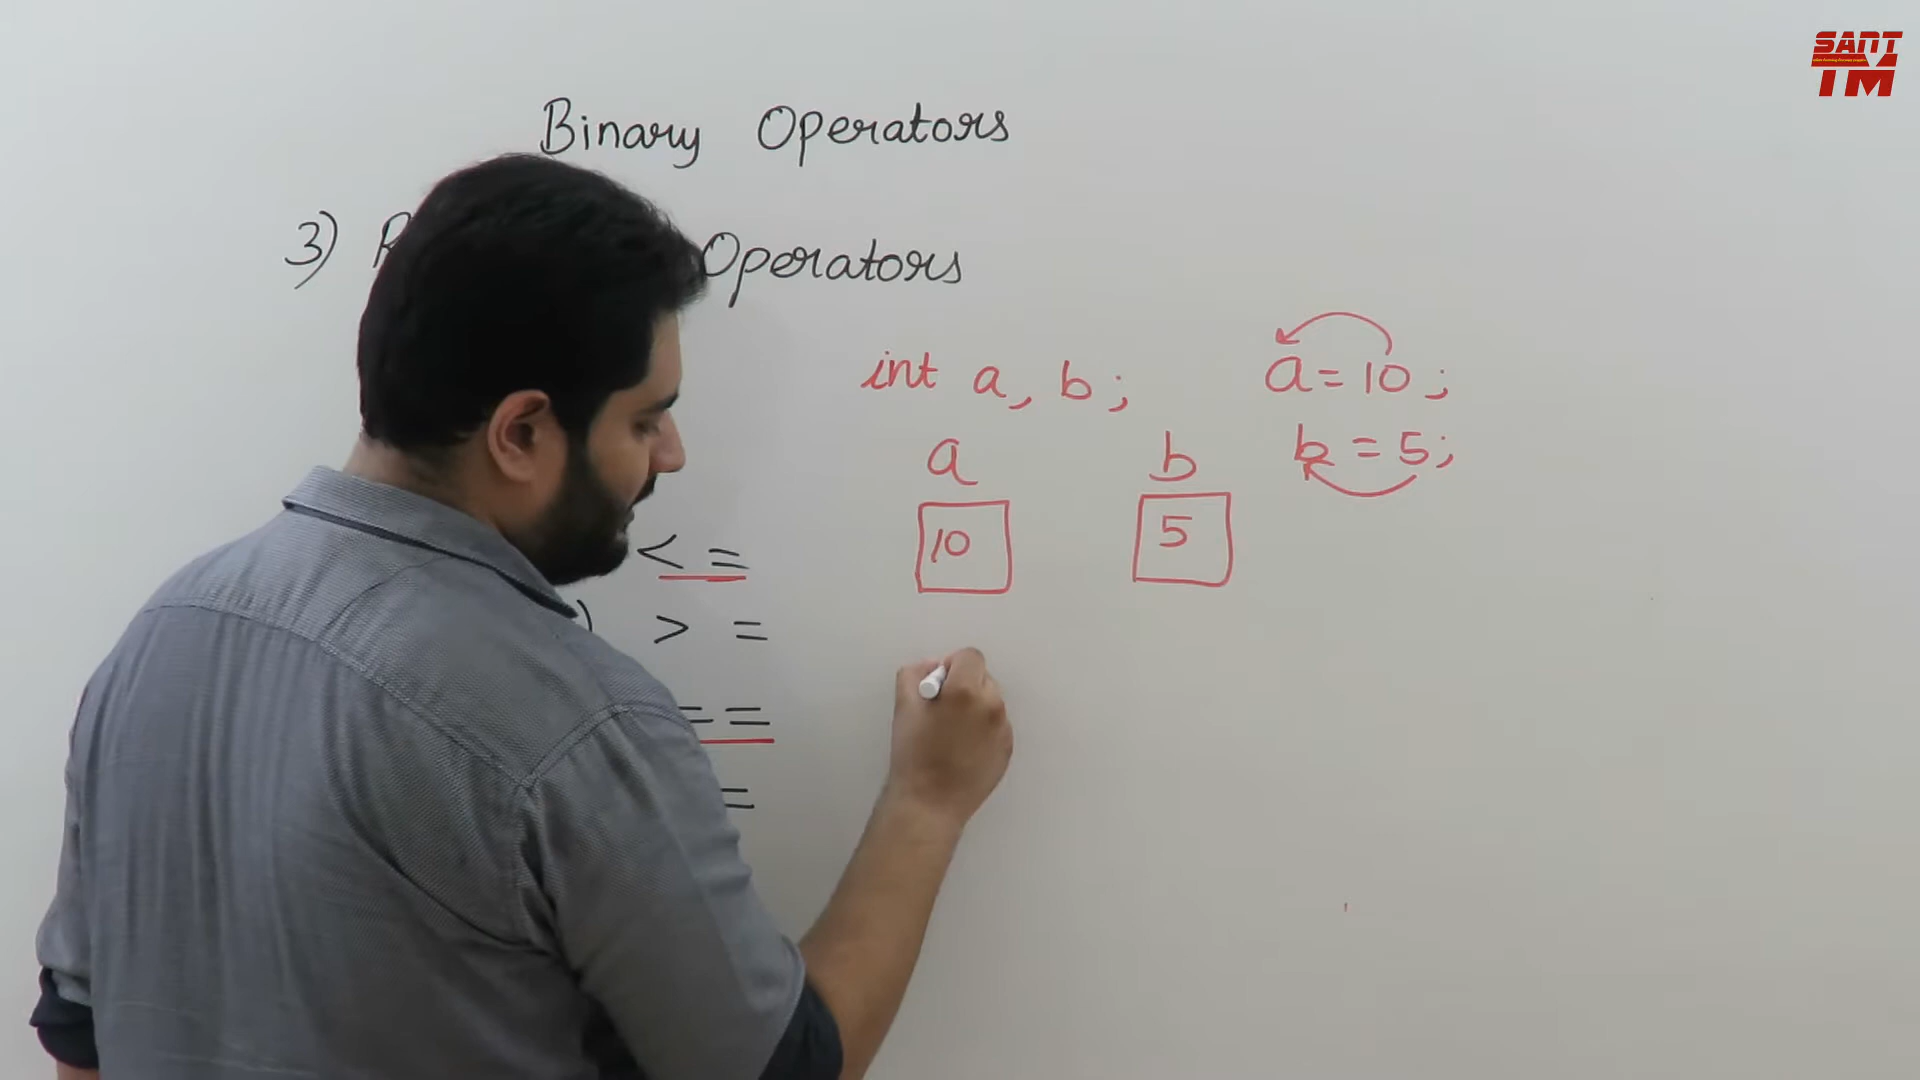 SANT
TM
Binary Operators
3) Operators
int a, b; a = 10;
b = 5;
a b
10 5
< =
) > =
==
=